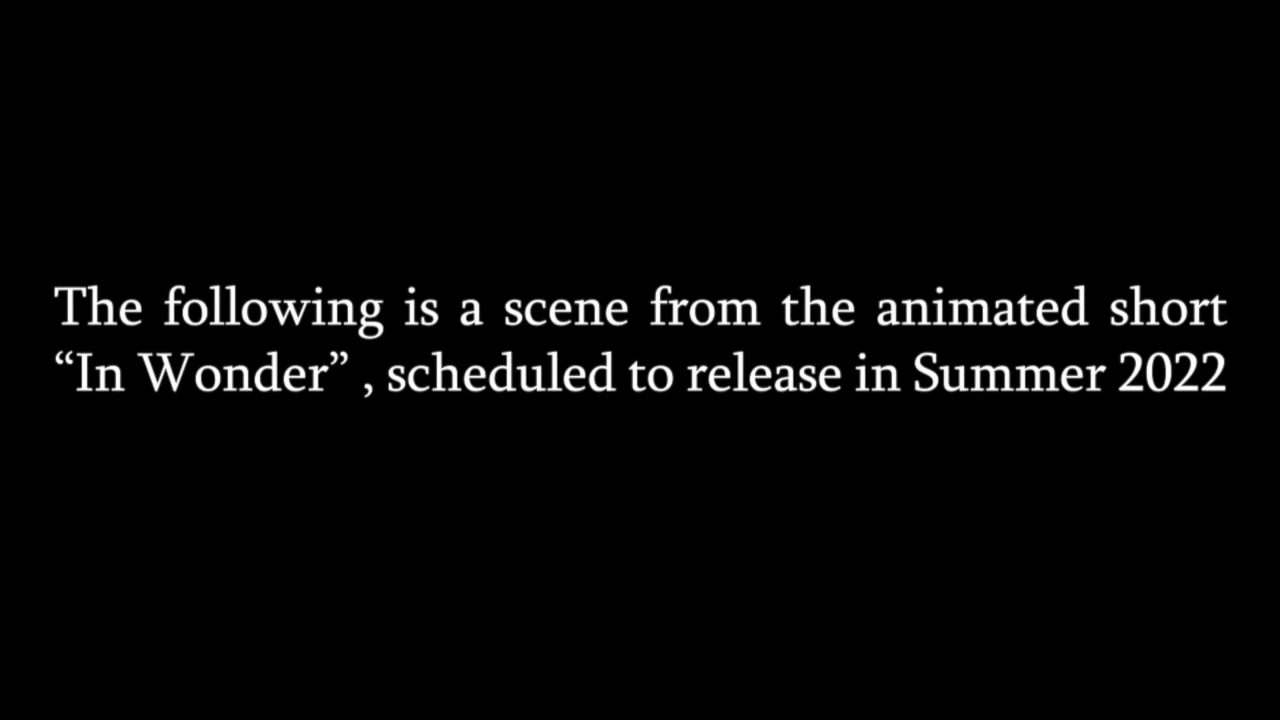 The following is a scene from the animated short
“In Wonder” , scheduled to release in Summer 2022